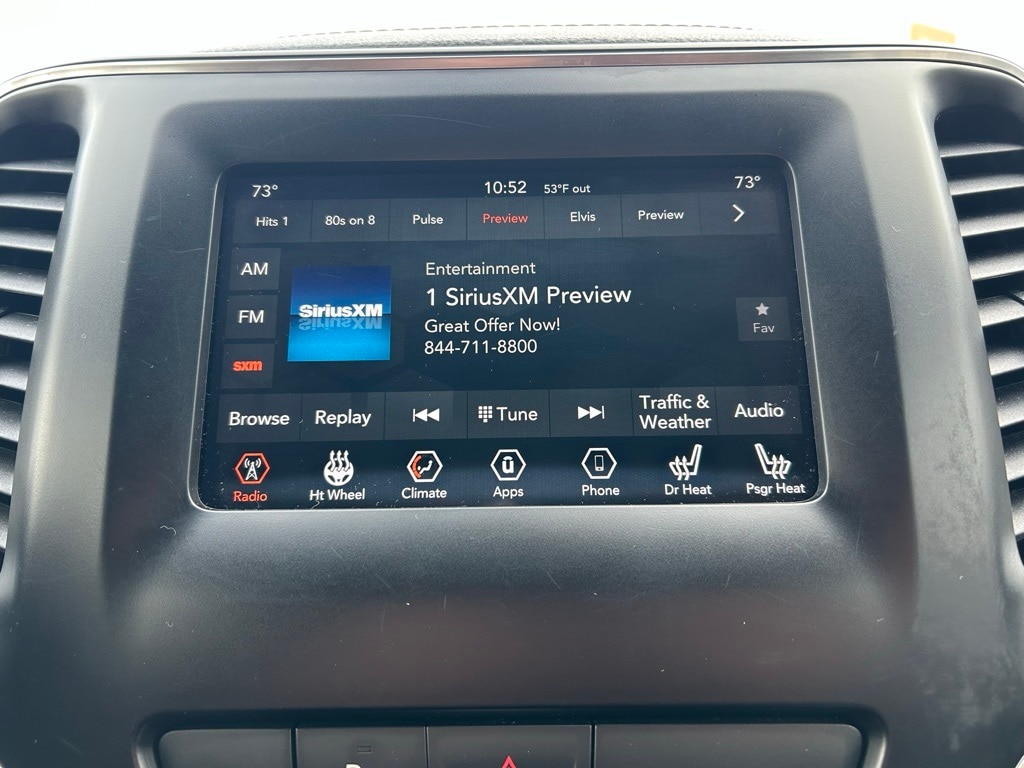 73° 10:52 53°F out 73°
Hits 1 80s on 8 Pulse Preview Elvis Preview
AM
FM
sxm
SiriusXM
Entertainment
1 SiriusXM Preview
Great Offer Now!
844-711-8800
Fav
Browse Replay Tune Traffic & Weather Audio
Radio Ht Wheel Climate Apps Phone Dr Heat Psgr Heat